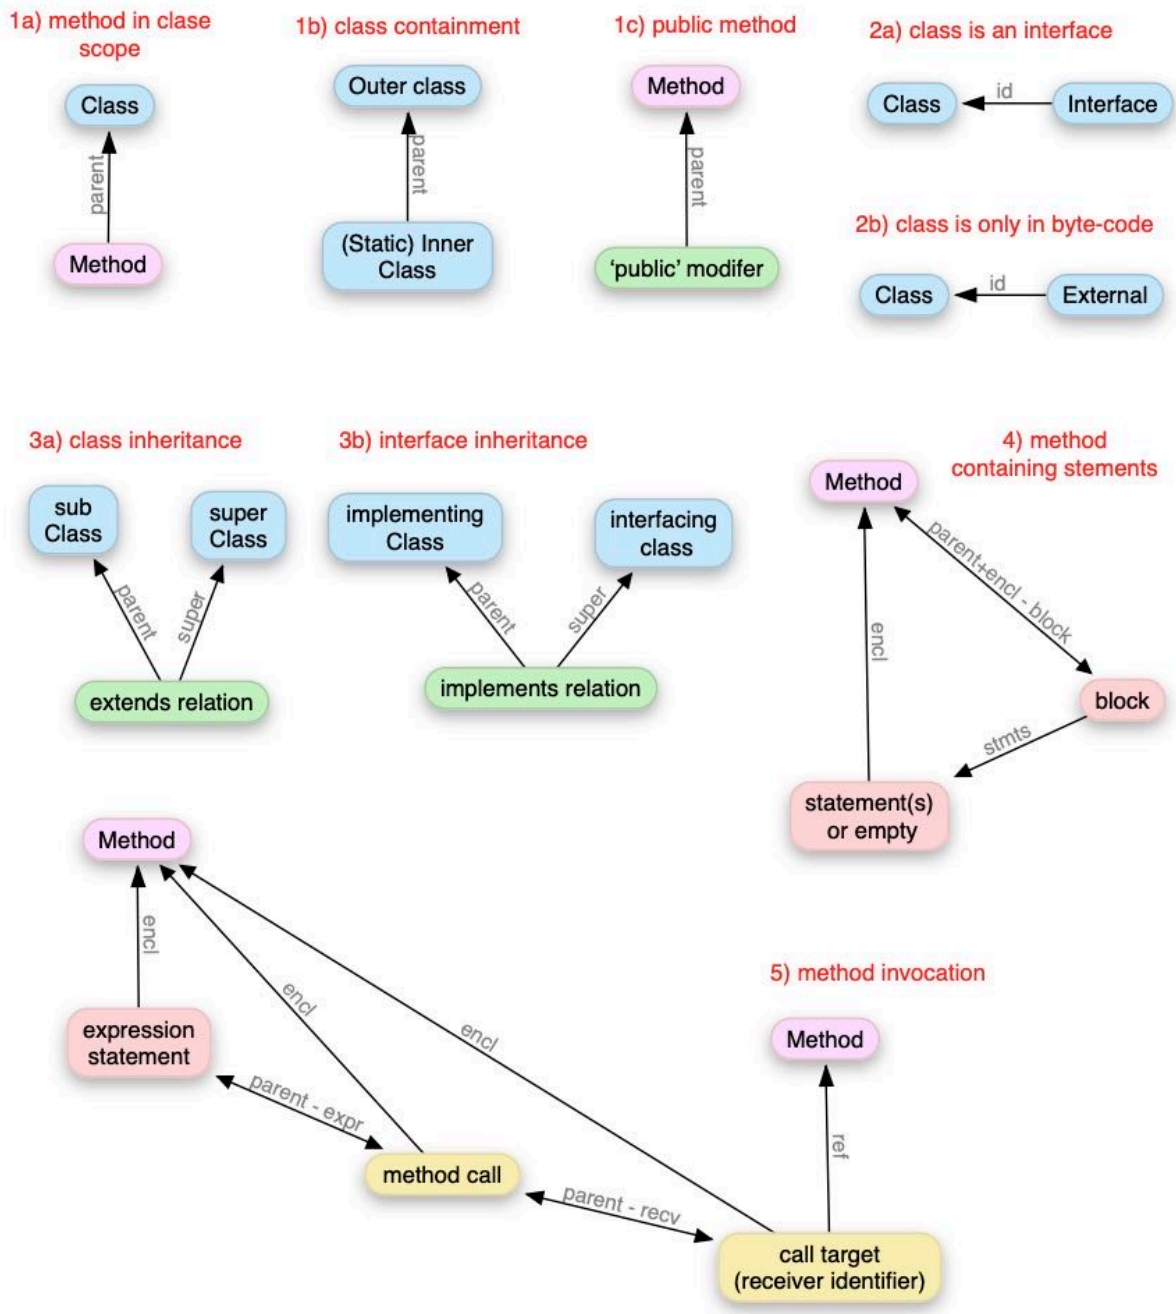 1a) method in clase
scope
Class
parent
Method
1b) class containment
Outer class
parent
(Static) Inner
Class
1c) public method
Method
parent
‘public’ modifer
2a) class is an interface
Class
id
Interface
2b) class is only in byte-code
Class
id
External
3a) class inheritance
sub
Class
super
Class
parent
super
extends relation
3b) interface inheritance
implementing
Class
interfacing
class
parent
super
implements relation
4) method
containing stements
Method
parent+encl - block
encl
block
stmts
statement(s)
or empty
Method
encl
encl
encl
expression
statement
parent - expr
method call
parent - recv
5) method invocation
Method
ref
call target
(receiver identifier)